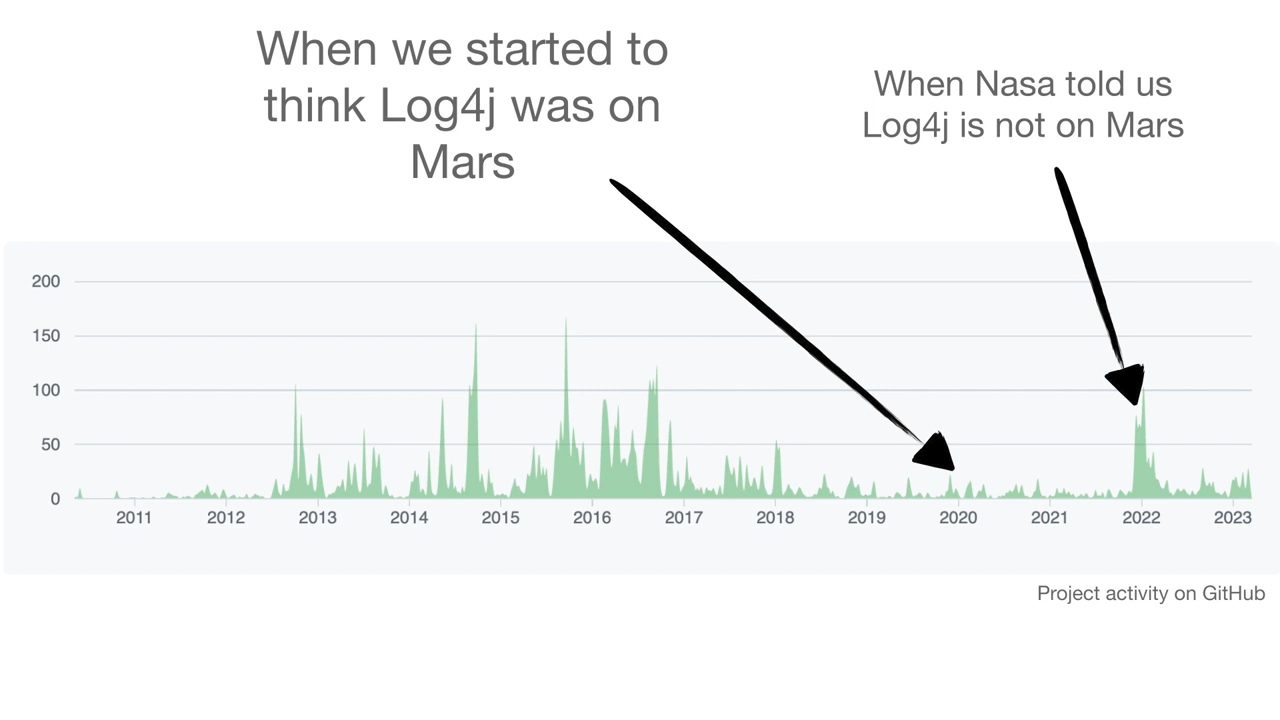 When we started to
think Log4j was on
Mars
When Nasa told us
Log4j is not on Mars
200
150
100
50
0
2011 2012 2013 2014 2015 2016 2017 2018 2019 2020 2021 2022 2023
Project activity on GitHub